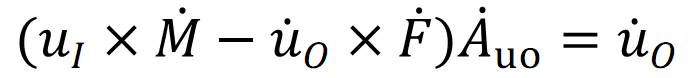 (u_I × Ṁ − u̇_O × Ḟ)Ȧ_uo = u̇_O